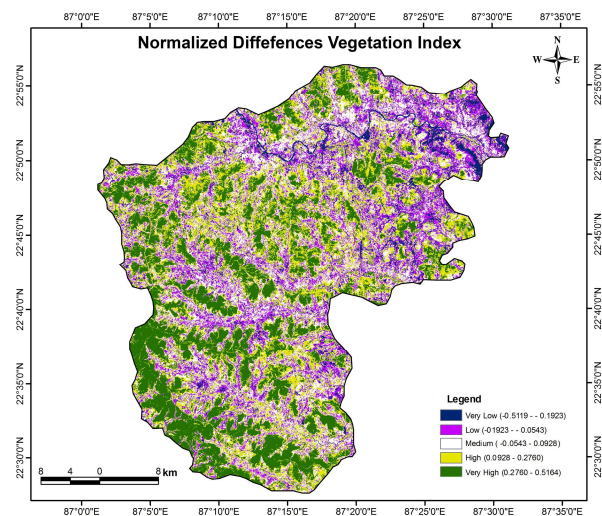 87°0'0"E 87°5'0"E 87°10'0"E 87°15'0"E 87°20'0"E 87°25'0"E 87°30'0"E 87°35'0"E
Normalized Diffefences Vegetation Index
N
W E
S
22°55'0"N 22°55'0"N
22°50'0"N 22°50'0"N
22°45'0"N 22°45'0"N
22°40'0"N 22°40'0"N
22°35'0"N 22°35'0"N
22°30'0"N 22°30'0"N
Legend
Very Low (-0.5119 - - 0.1923)
Low (-01923 - - 0.0543)
Medium ( -0.0543 - 0.0928)
High (0.0928 - 0.2760)
Very High (0.2760 - 0.5164)
8 4 0 8 km
87°0'0"E 87°5'0"E 87°10'0"E 87°15'0"E 87°20'0"E 87°25'0"E 87°30'0"E 87°35'0"E